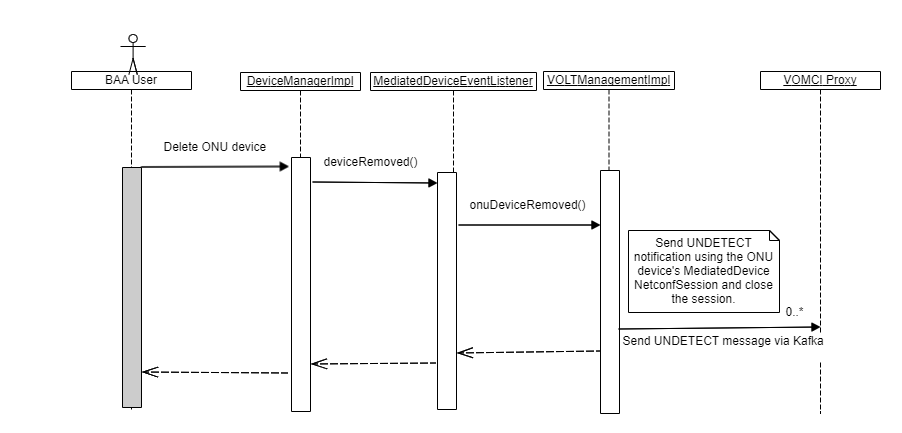 BAA User
DeviceManagerImpl
MediatedDeviceEventListener
VOLTManagementImpl
VOMCI Proxy
Delete ONU device
deviceRemoved()
onuDeviceRemoved()
Send UNDETECT
notification using the ONU
device's MediatedDevice
NetconfSession and close
the session.
0..*
Send UNDETECT message via Kafka